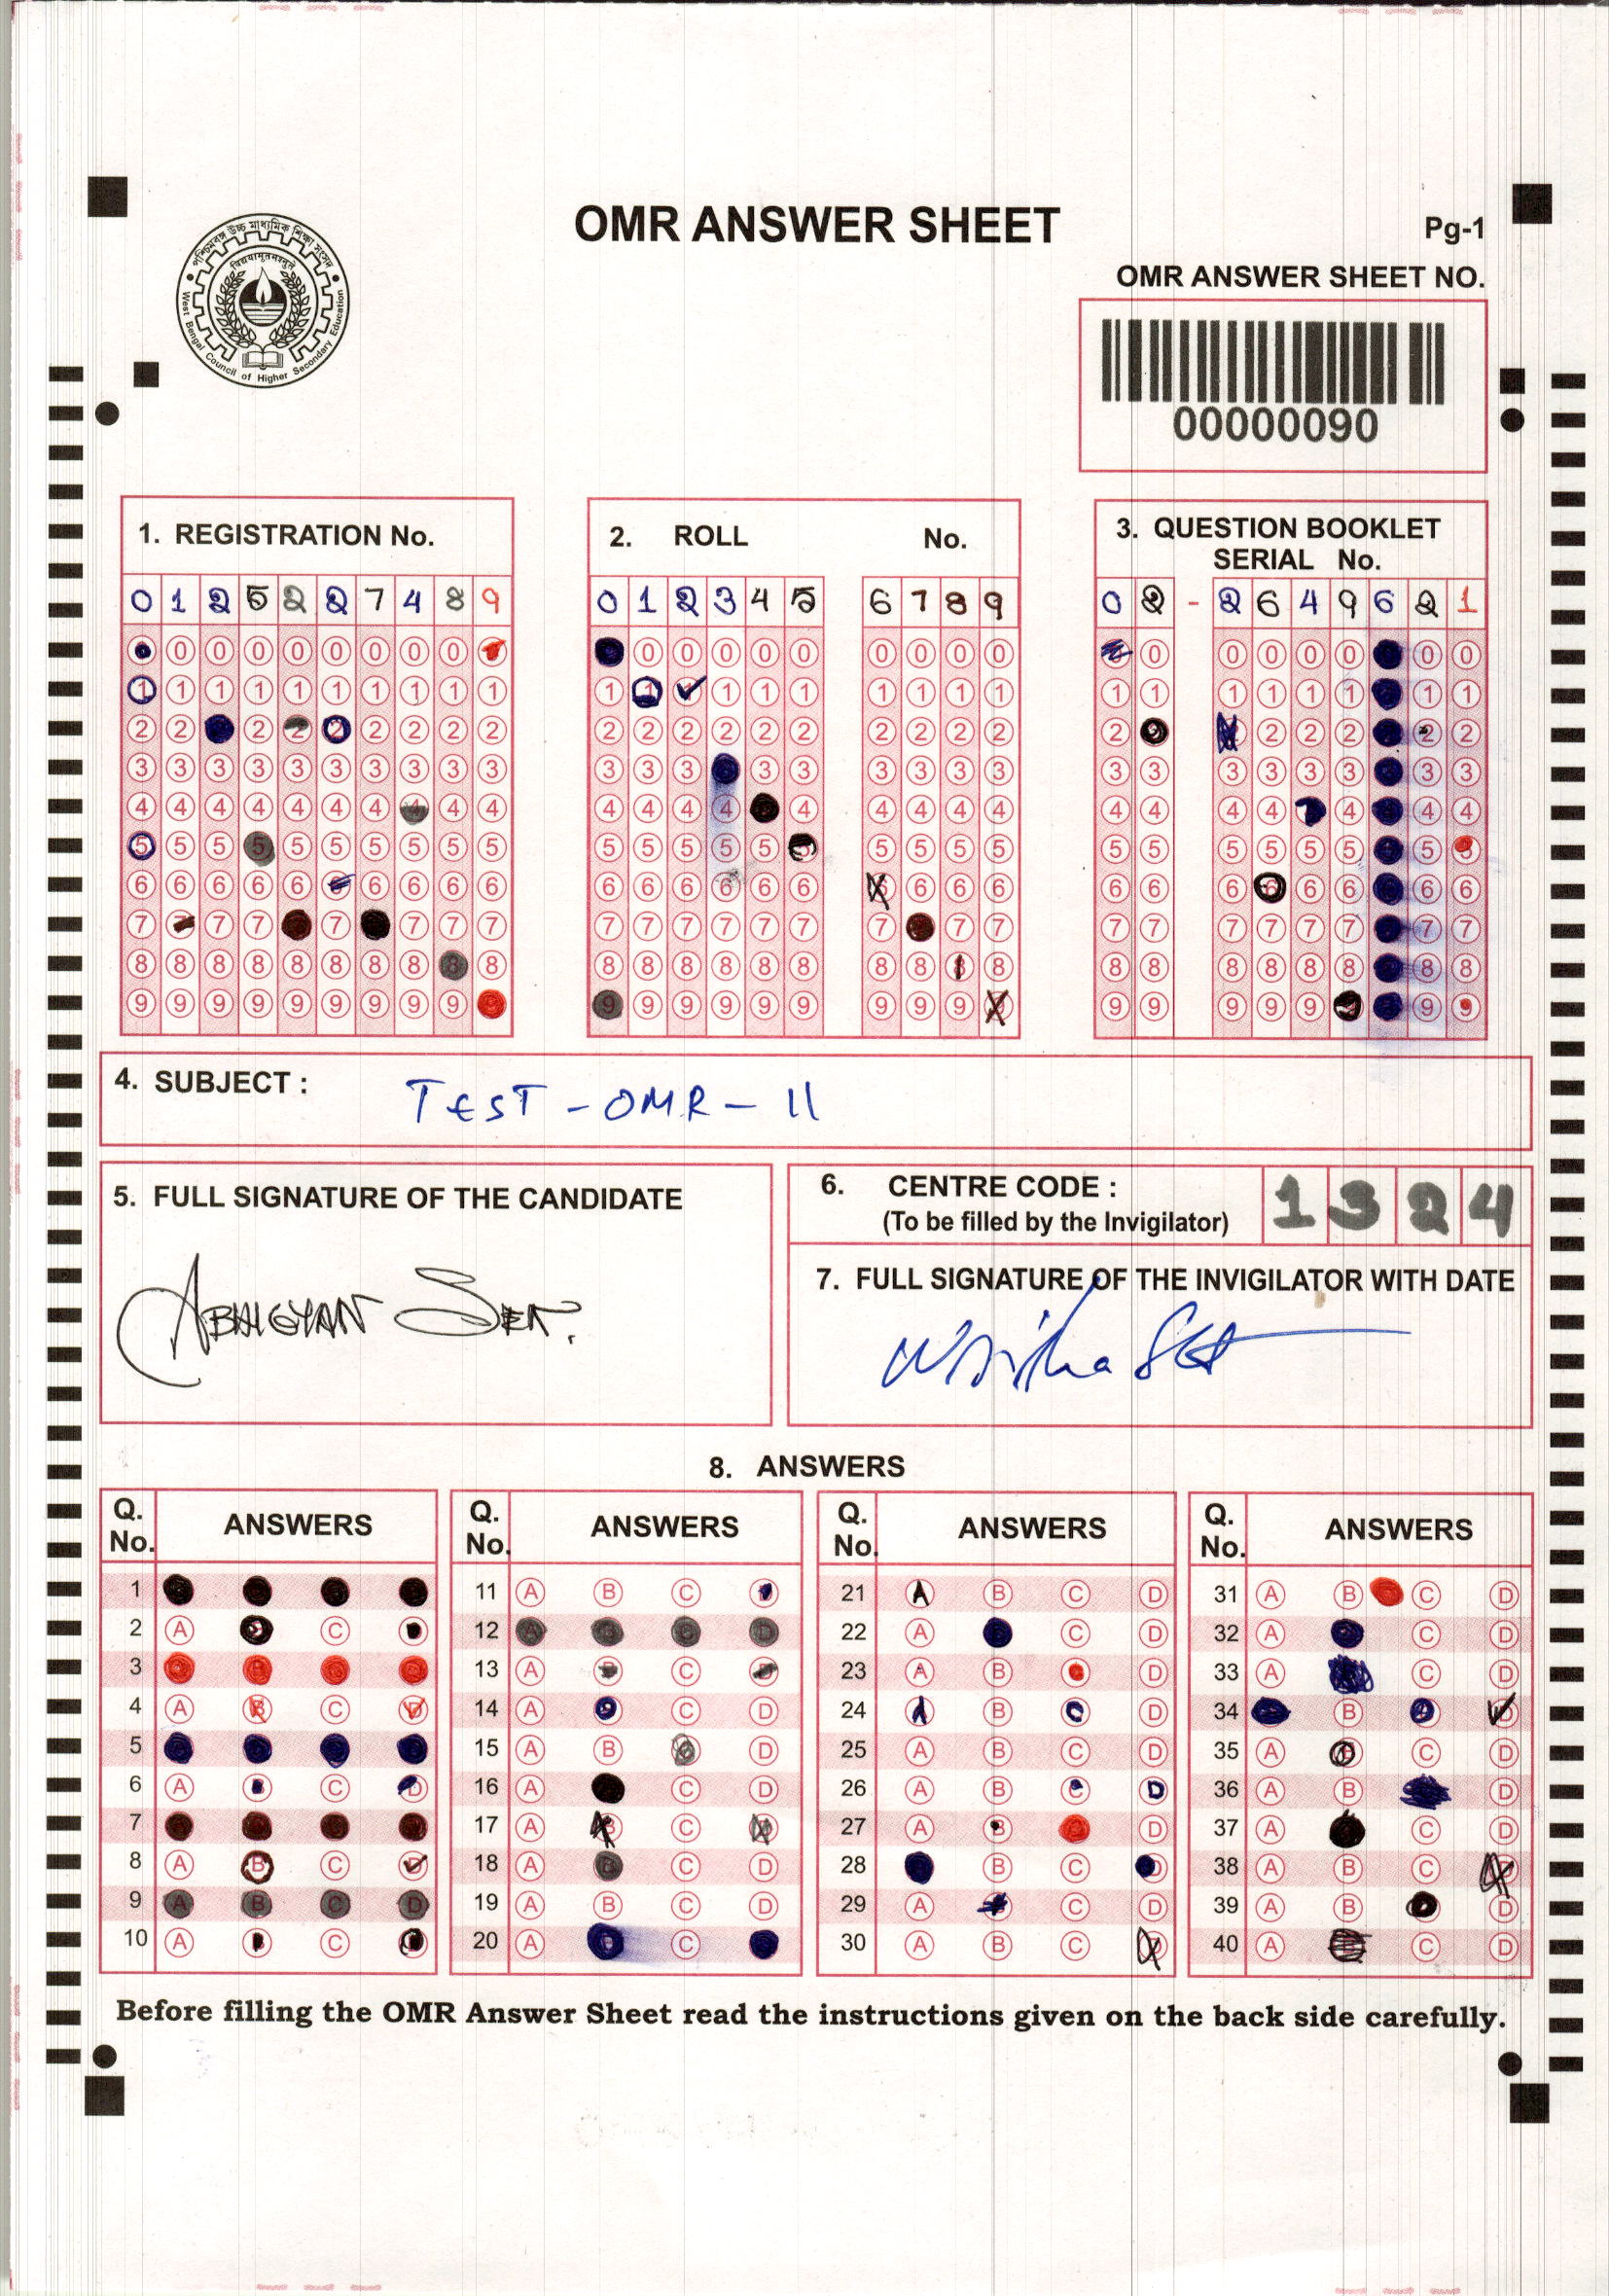 OMR ANSWER SHEET
Pg-1
OMR ANSWER SHEET NO.
00000090
পশ্চিমবঙ্গ উচ্চ মাধ্যমিক শিক্ষা সংসদ
West Bengal Council of Higher Secondary Education
1. REGISTRATION No.
0 1 2 5 2 2 7 4 8 9
2. ROLL No.
0 1 2 3 4 5 6 7 8 9
3. QUESTION BOOKLET
SERIAL No.
0 2 - 2 6 4 9 6 2 1
4. SUBJECT : TEST - OMR - 11
5. FULL SIGNATURE OF THE CANDIDATE
ABHIGYAN SEN.
6. CENTRE CODE : 1 3 2 4
(To be filled by the Invigilator)
7. FULL SIGNATURE OF THE INVIGILATOR WITH DATE
8. ANSWERS
Q. No. ANSWERS Q. No. ANSWERS Q. No. ANSWERS Q. No. ANSWERS
1
2 A C
3 B
4 A B C D
5
6 A C D
7
8 A B C D
9 A B C D
10 A C
11 A B C
12 A
13 A B C D
14 A C D
15 A B D
16 A C D
17 A B C D
18 A B C D
19 A B C D
20 A C
21 A B C D
22 A C D
23 A B D
24 B D
25 A B C D
26 A B C D
27 A B D
28 B C
29 A C D
30 A B C
31 A B C D
32 A C D
33 A C D
34 B
35 A C D
36 A B D
37 A C D
38 A B C
39 A B D
40 A B C D
Before filling the OMR Answer Sheet read the instructions given on the back side carefully.